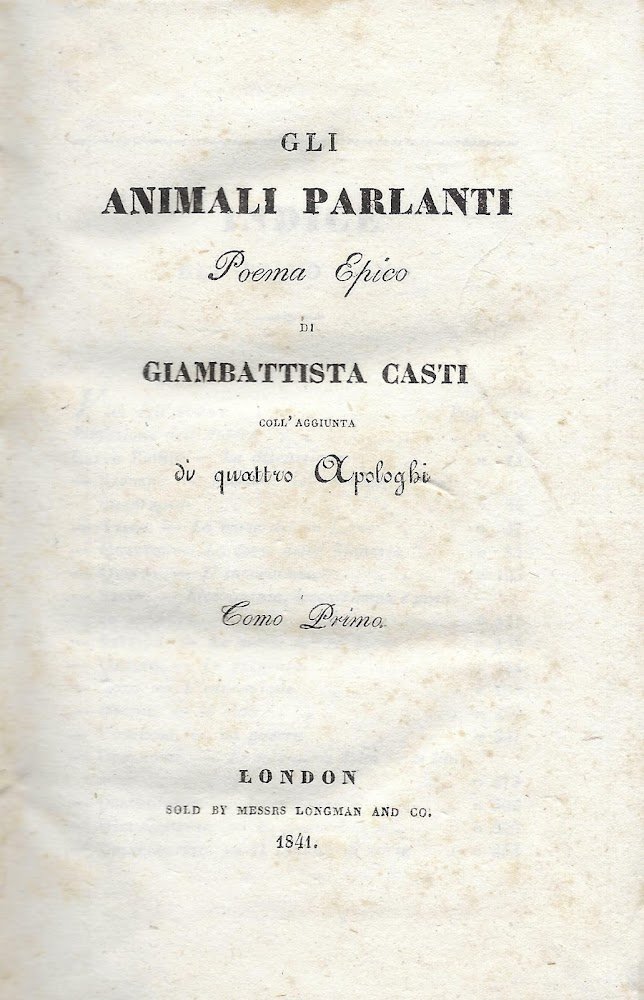 GLI
ANIMALI PARLANTI
Poema Epico
DI
GIAMBATTISTA CASTI
COLL'AGGIUNTA
di quattro Apologhi
Tomo Primo.
LONDON
SOLD BY MESSRS LONGMAN AND CO.
1841.